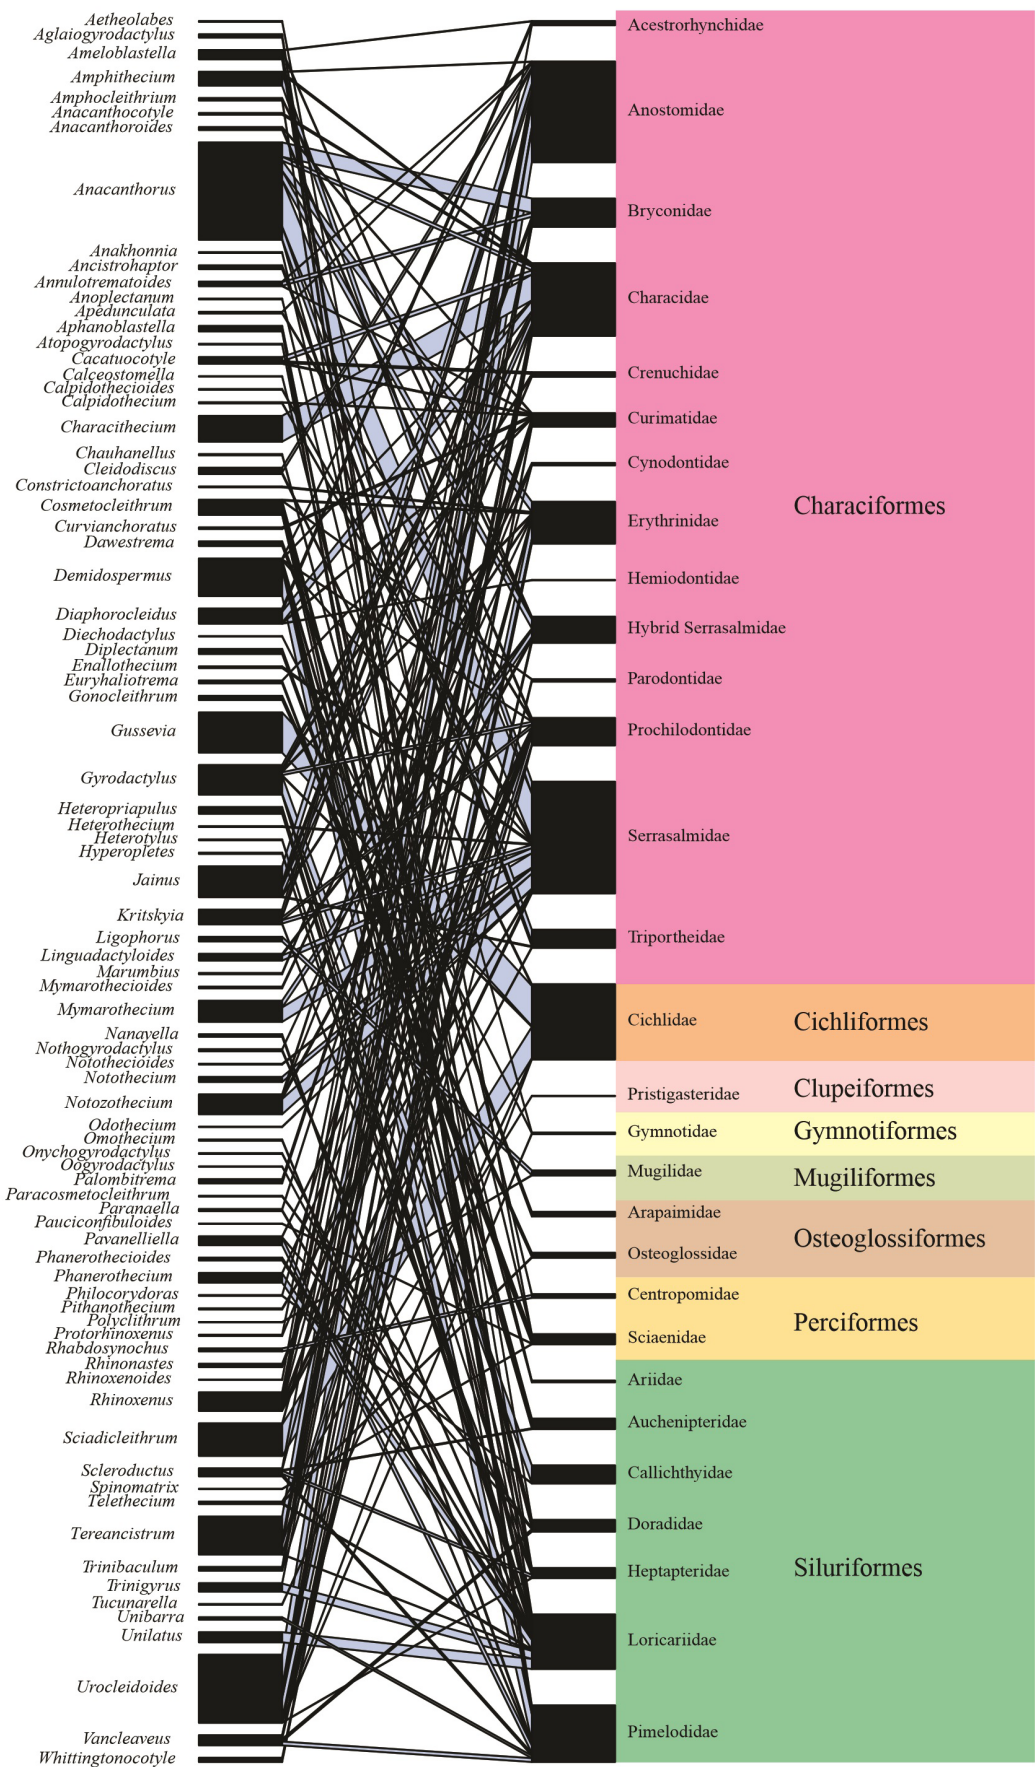 Aetheolabes
Aglaiogyrodactylus
Ameloblastella
Amphithecium
Amphocleithrium
Anacanthocotyle
Anacanthoroides
Anacanthorus
Anakhonnia
Ancistrohaptor
Annulotrematoides
Anoplectanum
Apedunculata
Aphanoblastella
Atopogyrodactylus
Cacatuocotyle
Calceostomella
Calpidothecioides
Calpidothecium
Characithecium
Chauhanellus
Cleidodiscus
Constrictoanchoratus
Cosmetocleithrum
Curvianchoratus
Dawestrema
Demidospermus
Diaphorocleidus
Diechodactylus
Diplectanum
Enallothecium
Euryhaliotrema
Gonocleithrum
Gussevia
Gyrodactylus
Heteropriapulus
Heterothecium
Heterotylus
Hyperopletes
Jainus
Kritskyia
Ligophorus
Linguadactyloides
Marumbius
Mymarothecioides
Mymarothecium
Nanayella
Nothogyrodactylus
Notothecioides
Notothecium
Notozothecium
Odothecium
Omothecium
Onychogyrodactylus
Oogyrodactylus
Palombitrema
Paracosmetocleithrum
Paranaella
Pauciconfibuloides
Pavanelliella
Phanerothecioides
Phanerothecium
Philocorydoras
Pithanothecium
Polyclithrum
Protorhinoxenus
Rhabdosynochus
Rhinonastes
Rhinoxenoides
Rhinoxenus
Sciadicleithrum
Scleroductus
Spinomatrix
Telethecium
Tereancistrum
Trinibaculum
Trinigyrus
Tucunarella
Unibarra
Unilatus
Urocleidoides
Vancleaveus
Whittingtonocotyle
Acestrorhynchidae
Anostomidae
Bryconidae
Characidae
Crenuchidae
Curimatidae
Cynodontidae
Erythrinidae
Hemiodontidae
Hybrid Serrasalmidae
Parodontidae
Prochilodontidae
Serrasalmidae
Triportheidae
Cichlidae
Pristigasteridae
Gymnotidae
Mugilidae
Arapaimidae
Osteoglossidae
Centropomidae
Sciaenidae
Ariidae
Auchenipteridae
Callichthyidae
Doradidae
Heptapteridae
Loricariidae
Pimelodidae
Characiformes
Cichliformes
Clupeiformes
Gymnotiformes
Mugiliformes
Osteoglossiformes
Perciformes
Siluriformes